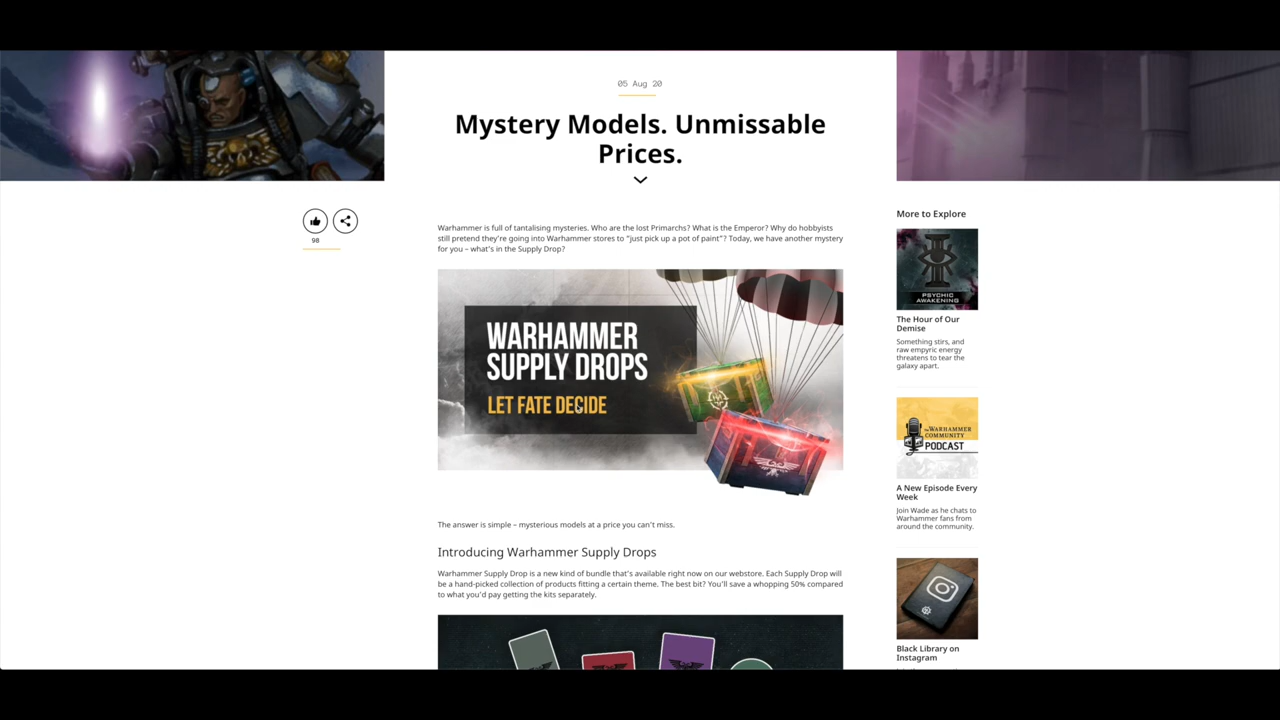 05 Aug 20
Mystery Models. Unmissable
Prices.
98
Warhammer is full of tantalising mysteries. Who are the lost Primarchs? What is the Emperor? Why do hobbyists
still pretend they're going into Warhammer stores to "just pick up a pot of paint"? Today, we have another mystery
for you – what's in the Supply Drop?
WARHAMMER
SUPPLY DROPS
LET FATE DECIDE
The answer is simple – mysterious models at a price you can't miss.
Introducing Warhammer Supply Drops
Warhammer Supply Drop is a new kind of bundle that's available right now on our webstore. Each Supply Drop will
be a hand-picked collection of products fitting a certain theme. The best bit? You'll save a whopping 50% compared
to what you'd pay getting the kits separately.
More to Explore
PSYCHIC
AWAKENING
The Hour of Our
Demise
Something stirs, and
raw empyric energy
threatens to tear the
galaxy apart.
THE WARHAMMER
COMMUNITY
PODCAST
A New Episode Every
Week
Join Wade as he chats to
Warhammer fans from
around the community.
Black Library on
Instagram